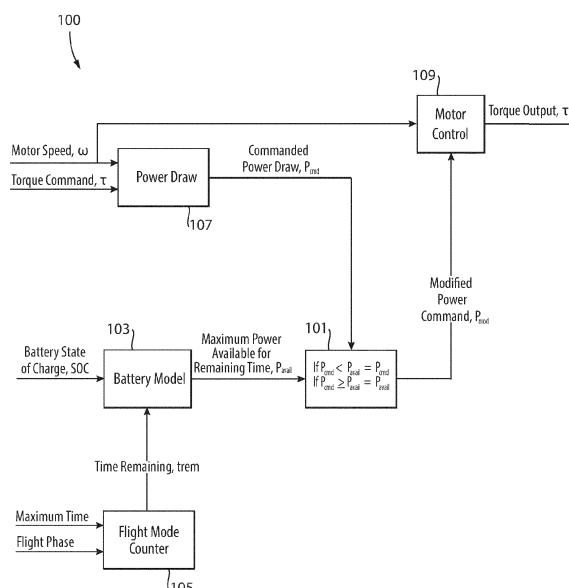 100
109
Motor
Control
Torque Output, τ
Motor Speed, ω
Torque Command, τ
Power Draw
107
Commanded
Power Draw, Pcmd
Modified
Power
Command, Pmod
103
Battery State
of Charge, SOC
Battery Model
Maximum Power
Available for
Remaining Time, Pavail
101
If Pcmd < Pavail = Pcmd
If Pcmd ≥ Pavail = Pavail
Time Remaining, trem
Maximum Time
Flight Phase
Flight Mode
Counter
105